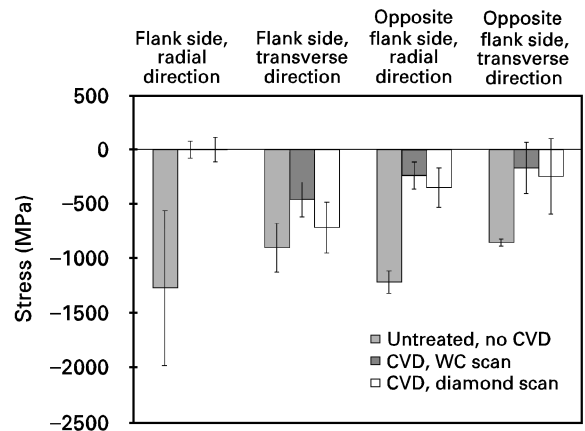 Flank side,
radial
direction
Flank side,
transverse
direction
Opposite
flank side,
radial
direction
Opposite
flank side,
transverse
direction
Stress (MPa)
500
0
−500
−1000
−1500
−2000
−2500
Untreated, no CVD
CVD, WC scan
CVD, diamond scan